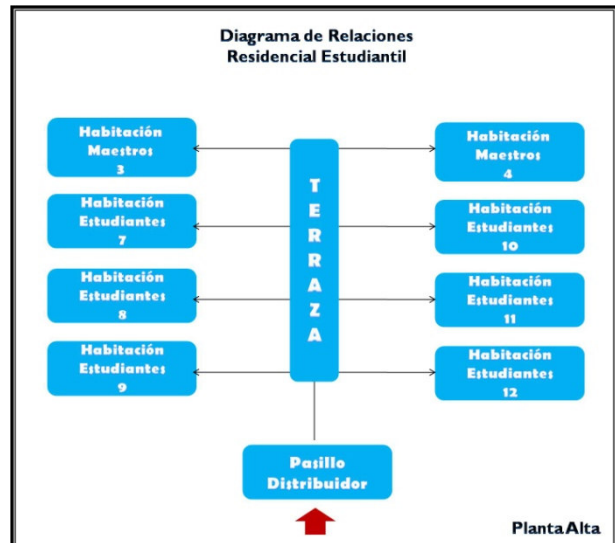 Diagrama de Relaciones
Residencial Estudiantil
Habitación
Maestros
3
Habitación
Maestros
4
Habitación
Estudiantes
7
Habitación
Estudiantes
10
Habitación
Estudiantes
8
Habitación
Estudiantes
11
Habitación
Estudiantes
9
Habitación
Estudiantes
12
TERRAZA
Pasillo
Distribuidor
Planta Alta